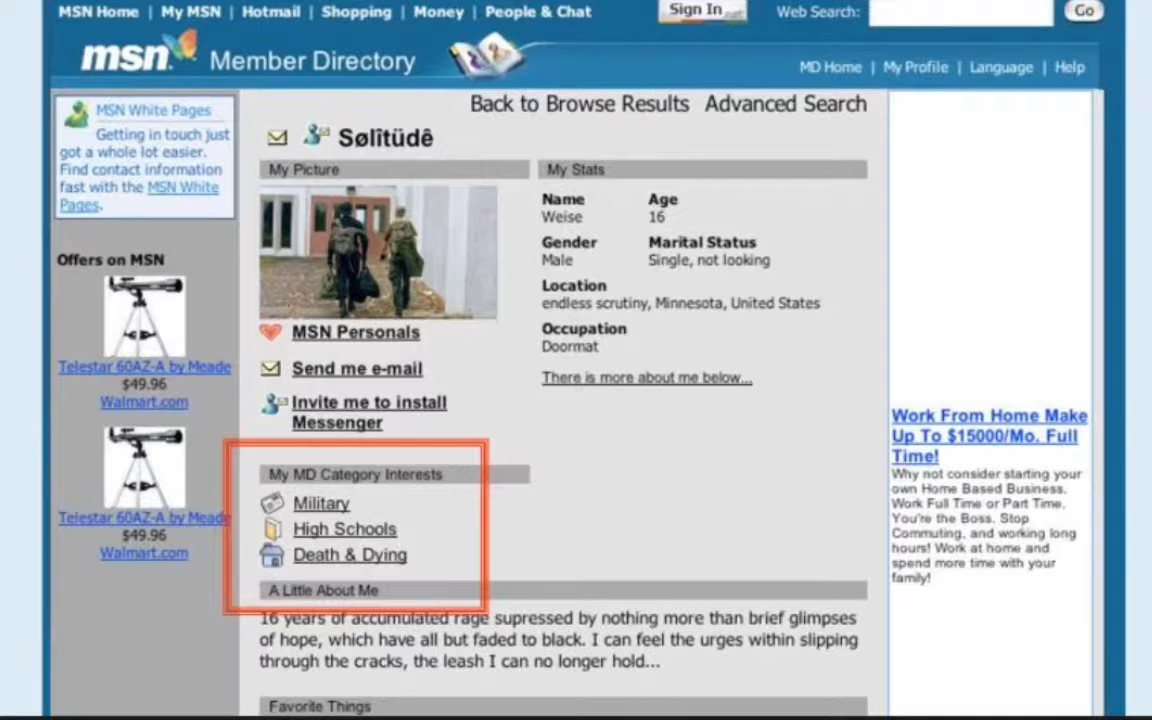 MSN Home | My MSN | Hotmail | Shopping | Money | People & Chat
Sign In
Web Search:
Go
msn Member Directory
MD Home | My Profile | Language | Help
MSN White Pages
Getting in touch just
got a whole lot easier.
Find contact information
fast with the MSN White
Pages.
Offers on MSN
Telestar 60AZ-A by Meade
$49.96
Walmart.com
Telestar 60AZ-A by Meade
$49.96
Walmart.com
Back to Browse Results Advanced Search
Sølîtüdê
My Picture
MSN Personals
Send me e-mail
Invite me to install
Messenger
My MD Category Interests
Military
High Schools
Death & Dying
My Stats
Name Age
Weise 16
Gender Marital Status
Male Single, not looking
Location
endless scrutiny, Minnesota, United States
Occupation
Doormat
There is more about me below...
A Little About Me
16 years of accumulated rage supressed by nothing more than brief glimpses
of hope, which have all but faded to black. I can feel the urges within slipping
through the cracks, the leash I can no longer hold...
Favorite Things
Work From Home Make
Up To $15000/Mo. Full
Time!
Why not consider starting your
own Home Based Business.
Work Full Time or Part Time.
You're the Boss. Stop
Commuting, and working long
hours! Work at home and
spend more time with your
family!